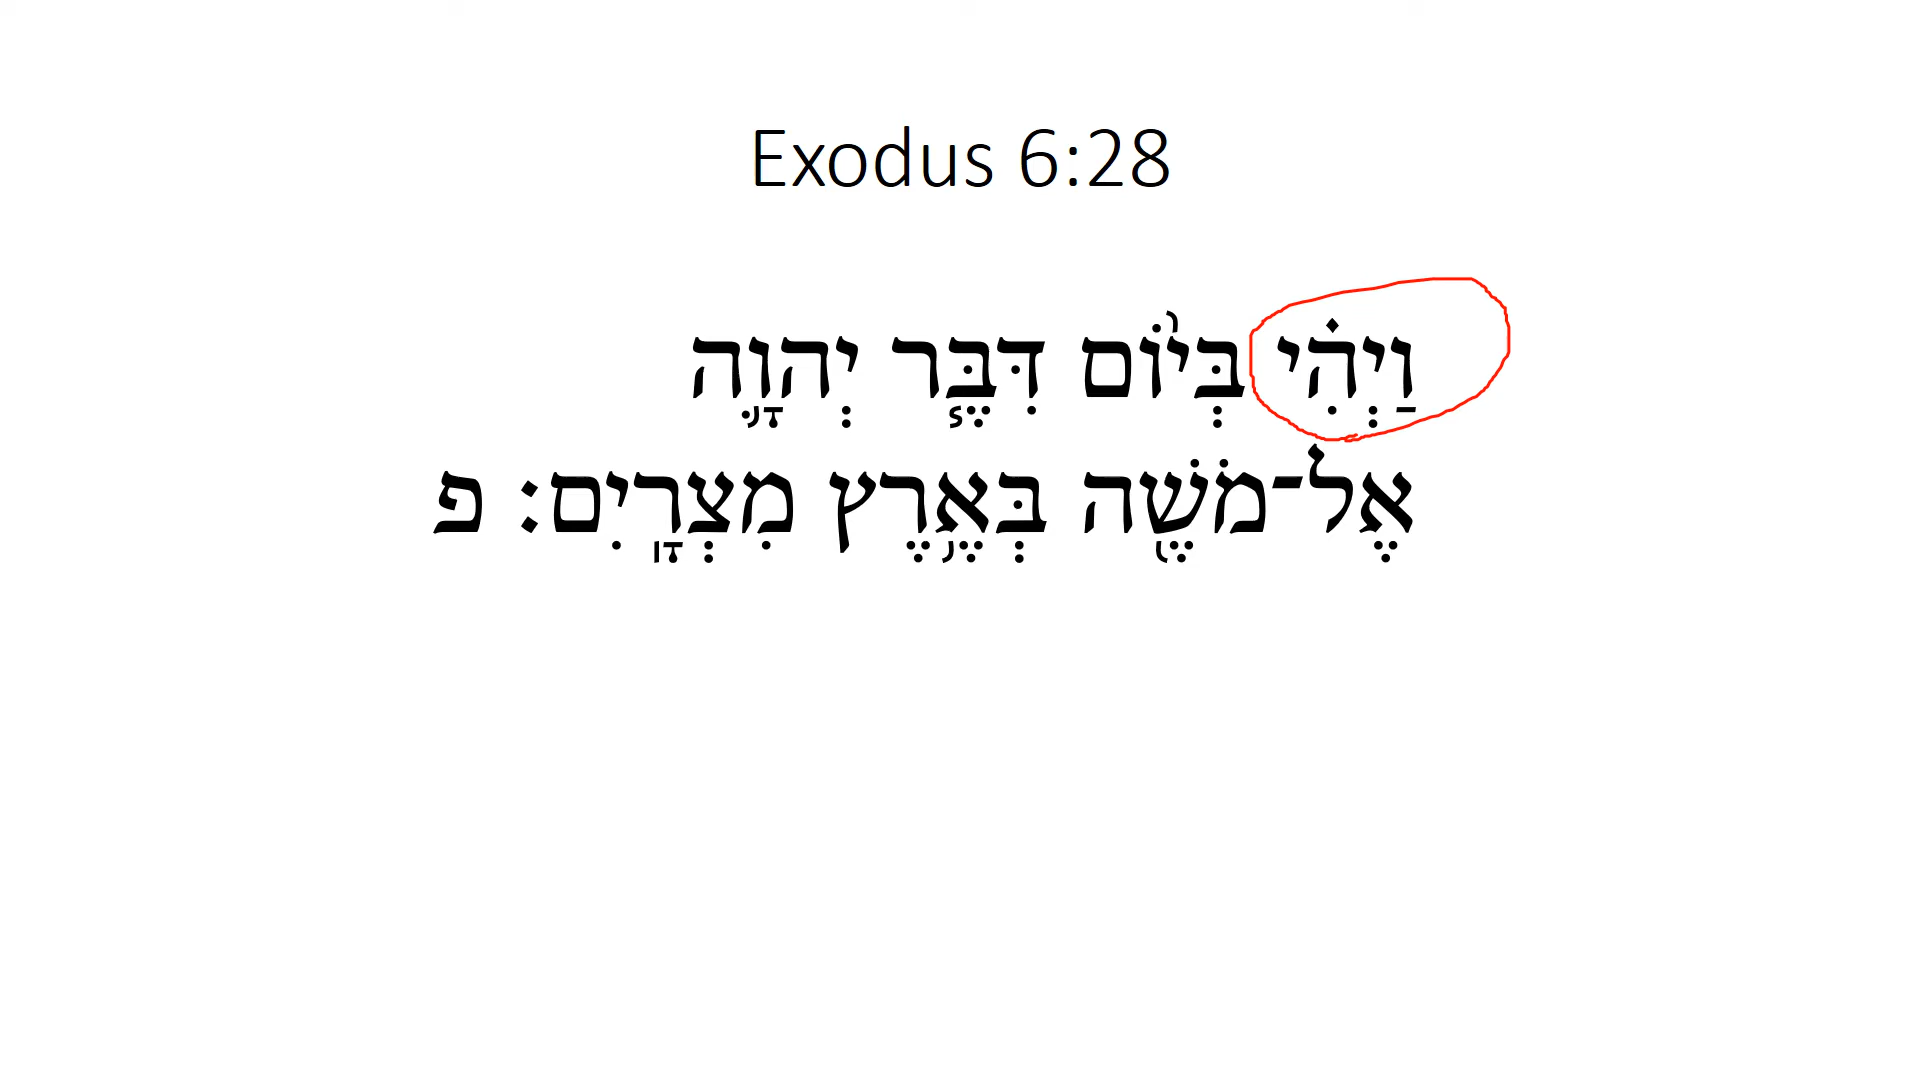 Exodus 6:28
וַיְהִ֗י בְּי֨וֹם דִּבֶּ֧ר יְהוָ֛ה
אֶל־מֹשֶׁ֖ה בְּאֶ֥רֶץ מִצְרָֽיִם׃ פ